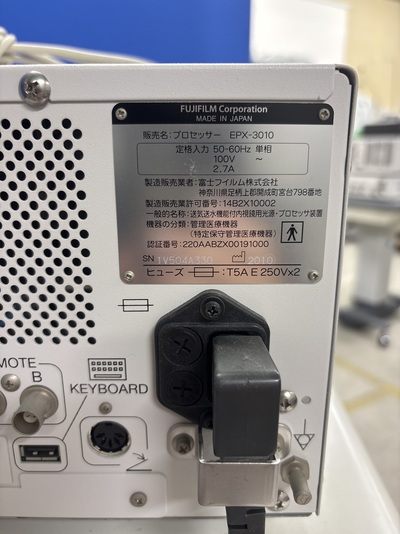 FUJIFILM Corporation
MADE IN JAPAN
販売名:プロセッサー EPX-3010
定格入力 50-60Hz 単相
100V ~
2.7A
製造販売業者:富士フイルム株式会社
神奈川県足柄上郡開成町宮台798番地
製造販売業許可番号:14B2X10002
一般的名称:送気送水機能付内視鏡用光源・プロセッサ装置
機器の分類:管理医療機器
(特定保守管理医療機器)
認証番号:220AABZX00191000
SN 1V504A330 2010
ヒューズ : T5A E 250V×2
MOTE
B
KEYBOARD